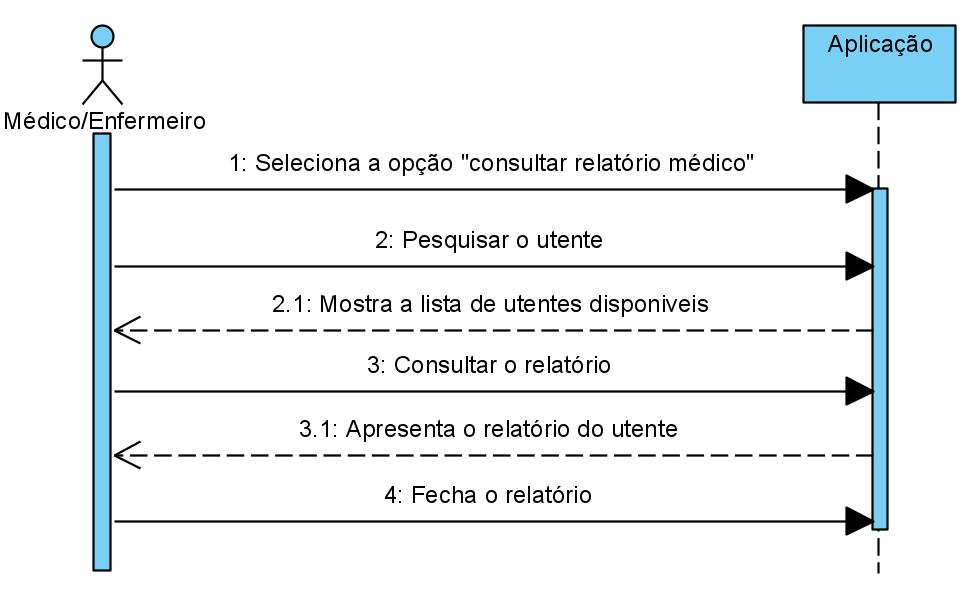 Aplicação
Médico/Enfermeiro
1: Seleciona a opção "consultar relatório médico"
2: Pesquisar o utente
2.1: Mostra a lista de utentes disponiveis
3: Consultar o relatório
3.1: Apresenta o relatório do utente
4: Fecha o relatório